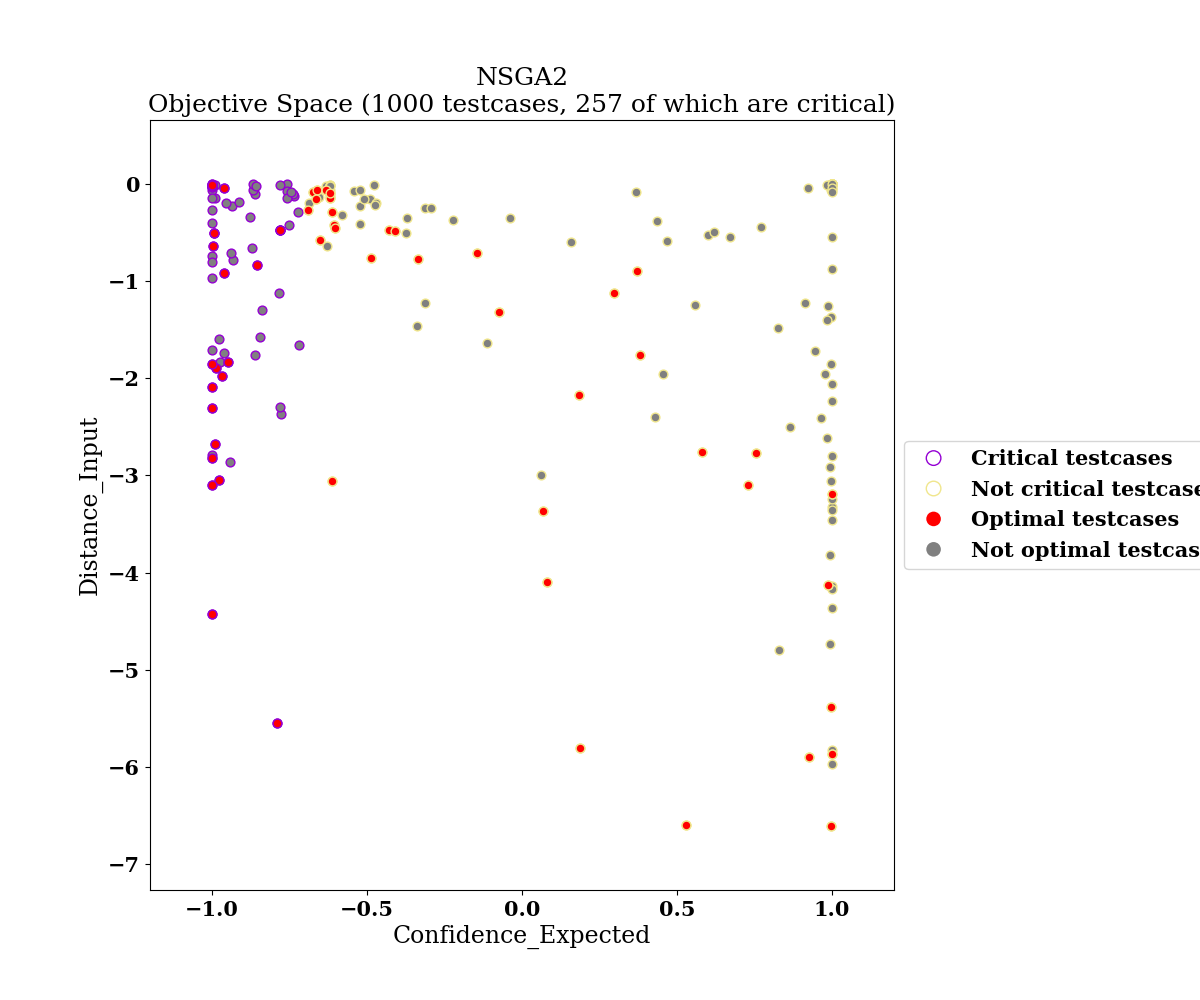 NSGA2
Objective Space (1000 testcases, 257 of which are critical)
0
−1
−2
−3
−4
−5
−6
−7
Distance_Input
−1.0 −0.5 0.0 0.5 1.0
Confidence_Expected
Critical testcases
Not critical testcase
Optimal testcases
Not optimal testcas